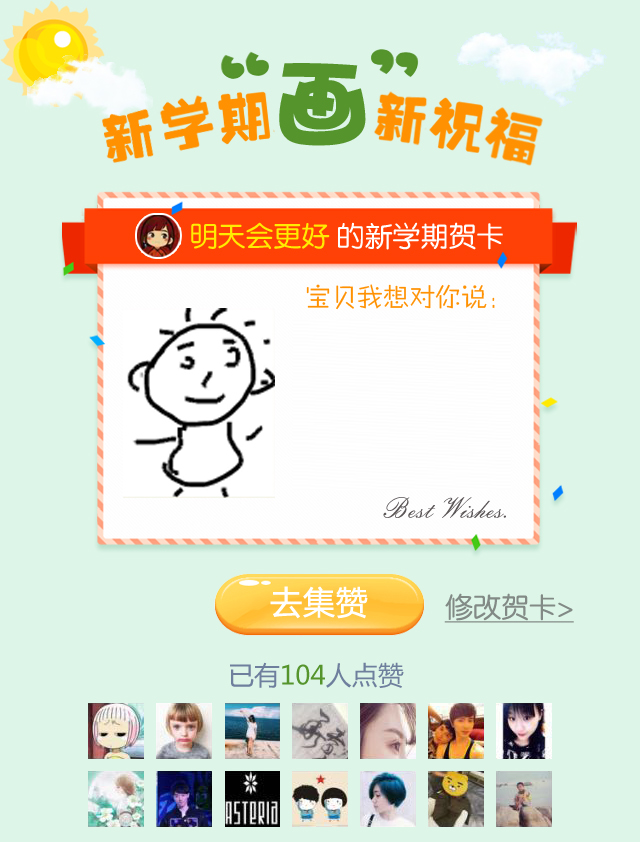 新学期“画”新祝福
明天会更好 的新学期贺卡
宝贝我想对你说:
Best Wishes.
去集赞
修改贺卡>
已有104人点赞
ASTERIA